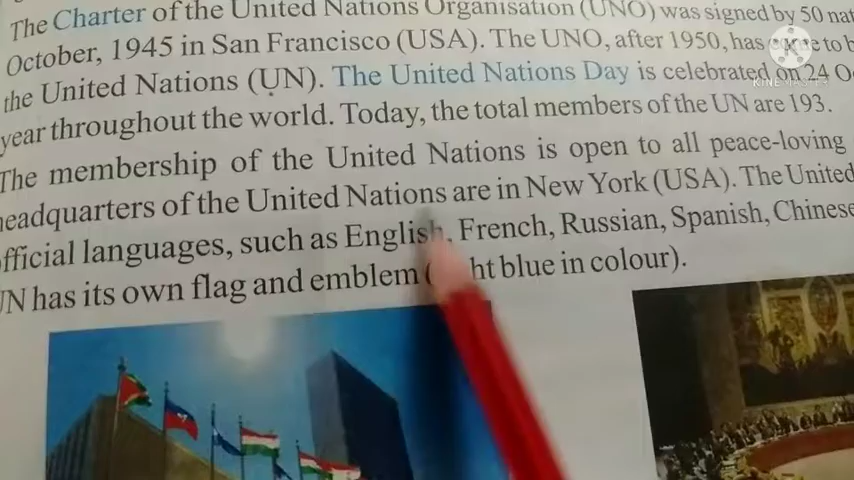 The Charter of the United Nations Organisation (UNO) was signed by 50
October, 1945 in San Francisco (USA). The UNO, after 1950, has to
the United Nations (UN). The United Nations Day is celebrated on 24
year throughout the world. Today, the total members of the UN are 193.
The membership of the United Nations is open to all peace-loving
headquarters of the United Nations are in New York (USA). The United
official languages, such as English, French, Russian, Spanish, Chinese
UN has its own flag and emblem ( ht blue in colour).
KINEMASTER